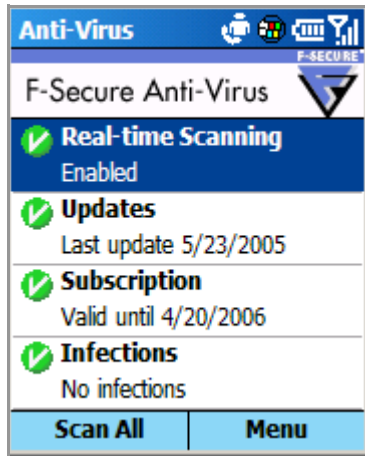 Anti-Virus
F-SECURE
F-Secure Anti-Virus
Real-time Scanning
Enabled
Updates
Last update 5/23/2005
Subscription
Valid until 4/20/2006
Infections
No infections
Scan All Menu